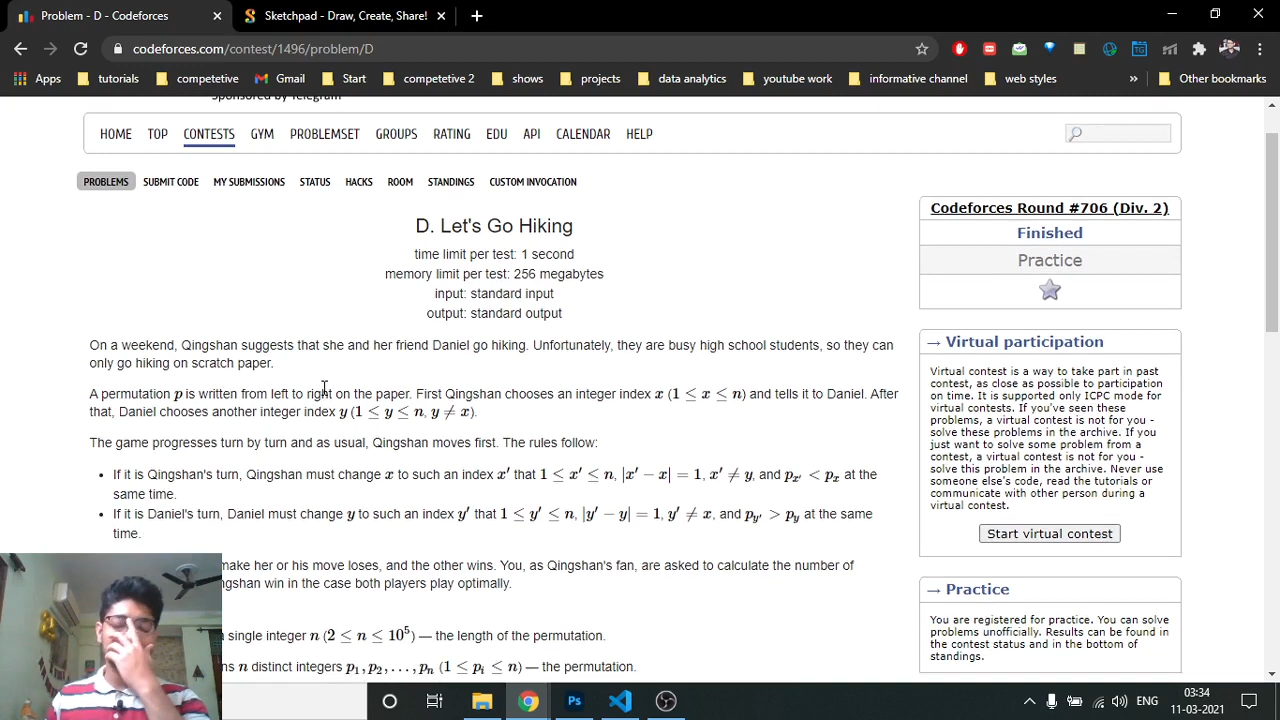 Problem - D - Codeforces
Sketchpad - Draw, Create, Share!
codeforces.com/contest/1496/problem/D
Apps tutorials competetive Gmail Start competetive 2 shows projects data analytics youtube work informative channel web styles » Other bookmarks
Sponsored by Telegram
HOME TOP CONTESTS GYM PROBLEMSET GROUPS RATING EDU API CALENDAR HELP
PROBLEMS SUBMIT CODE MY SUBMISSIONS STATUS HACKS ROOM STANDINGS CUSTOM INVOCATION
D. Let's Go Hiking
time limit per test: 1 second
memory limit per test: 256 megabytes
input: standard input
output: standard output
On a weekend, Qingshan suggests that she and her friend Daniel go hiking. Unfortunately, they are busy high school students, so they can
only go hiking on scratch paper.
A permutation p is written from left to right on the paper. First Qingshan chooses an integer index x (1 ≤ x ≤ n) and tells it to Daniel. After
that, Daniel chooses another integer index y (1 ≤ y ≤ n, y ≠ x).
The game progresses turn by turn and as usual, Qingshan moves first. The rules follow:
• If it is Qingshan's turn, Qingshan must change x to such an index x′ that 1 ≤ x′ ≤ n, |x′ − x| = 1, x′ ≠ y, and pₓ′ < pₓ at the
same time.
• If it is Daniel's turn, Daniel must change y to such an index y′ that 1 ≤ y′ ≤ n, |y′ − y| = 1, y′ ≠ x, and p_y′ > p_y at the same
time.
make her or his move loses, and the other wins. You, as Qingshan's fan, are asked to calculate the number of
ngshan win in the case both players play optimally.
single integer n (2 ≤ n ≤ 10⁵) — the length of the permutation.
ns n distinct integers p₁, p₂, . . . , pₙ (1 ≤ pᵢ ≤ n) — the permutation.
Codeforces Round #706 (Div. 2)
Finished
Practice
→ Virtual participation
Virtual contest is a way to take part in past
contest, as close as possible to participation
on time. It is supported only ICPC mode for
virtual contests. If you've seen these
problems, a virtual contest is not for you -
solve these problems in the archive. If you
just want to solve some problem from a
contest, a virtual contest is not for you -
solve this problem in the archive. Never use
someone else's code, read the tutorials or
communicate with other person during a
virtual contest.
Start virtual contest
→ Practice
You are registered for practice. You can solve
problems unofficially. Results can be found in
the contest status and in the bottom of
standings.
Ps
ENG
03:34
11-03-2021